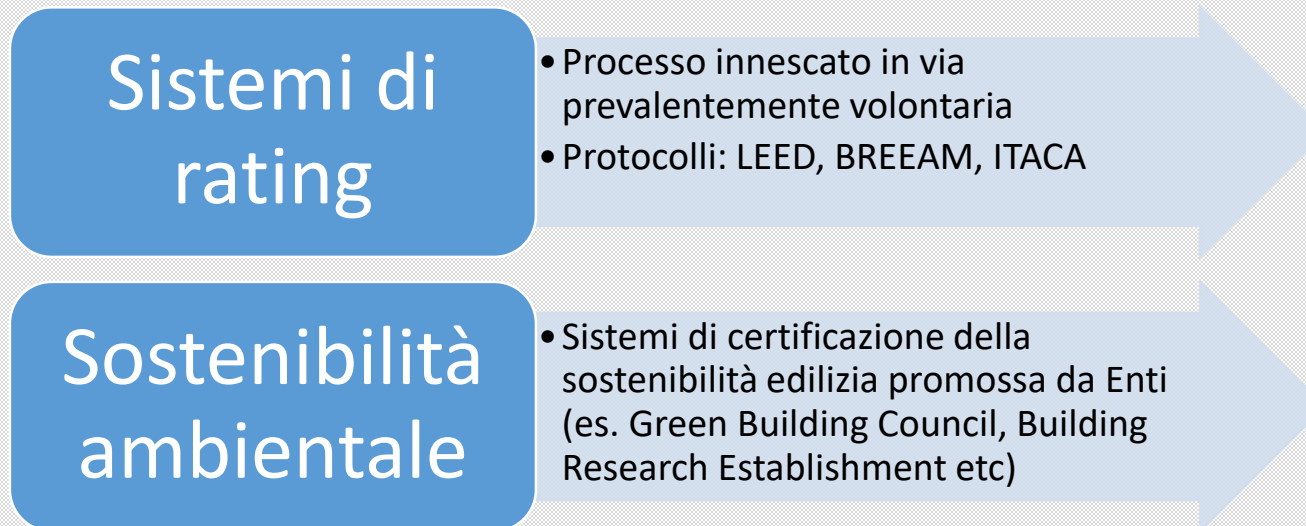 Sistemi di
rating
• Processo innescato in via
prevalentemente volontaria
• Protocolli: LEED, BREEAM, ITACA
Sostenibilità
ambientale
• Sistemi di certificazione della
sostenibilità edilizia promossa da Enti
(es. Green Building Council, Building
Research Establishment etc)